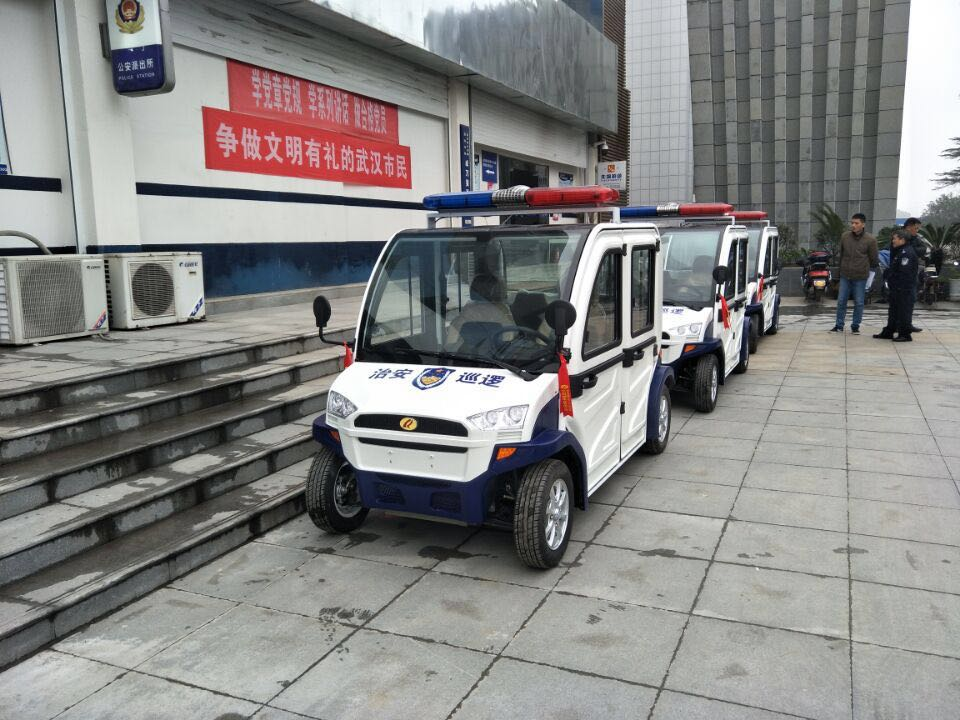 公安派出所
POLICE STATION
学党章党规 学系列讲话 做合格党员
争做文明有礼的武汉市民
治安 巡逻